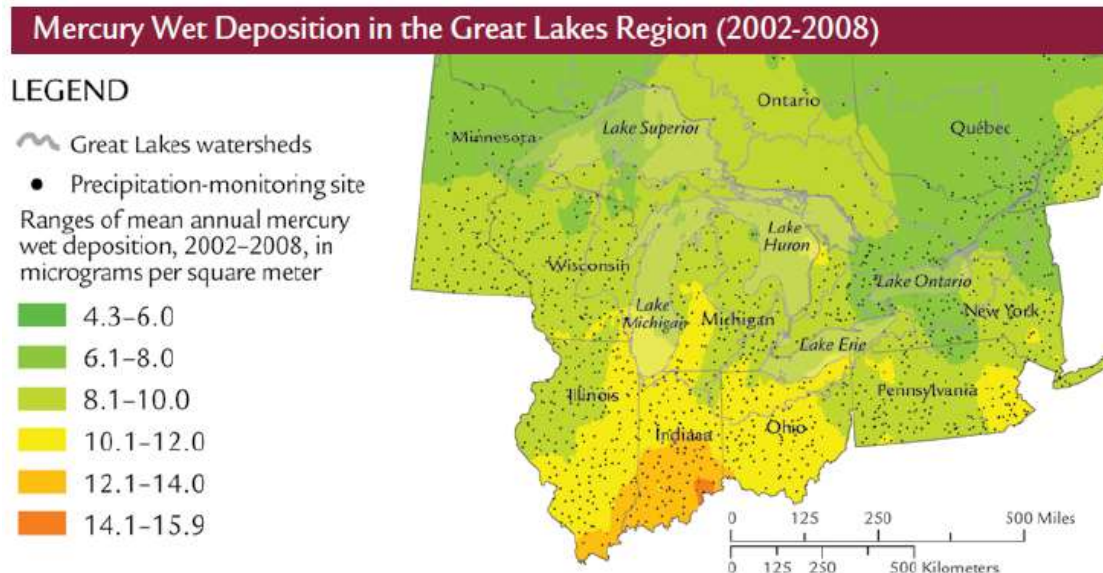 Mercury Wet Deposition in the Great Lakes Region (2002-2008)
LEGEND
Great Lakes watersheds
Precipitation-monitoring site
Ranges of mean annual mercury
wet deposition, 2002–2008, in
micrograms per square meter
4.3–6.0
6.1–8.0
8.1–10.0
10.1–12.0
12.1–14.0
14.1–15.9
Ontario
Minnesota
Lake Superior
Québec
Lake
Huron
Wisconsin
Lake Ontario
Lake
Michigan
Michigan
New York
Lake Erie
Illinois
Pennsylvania
Indiana
Ohio
0 125 250 500 Miles
0 125 250 500 Kilometers